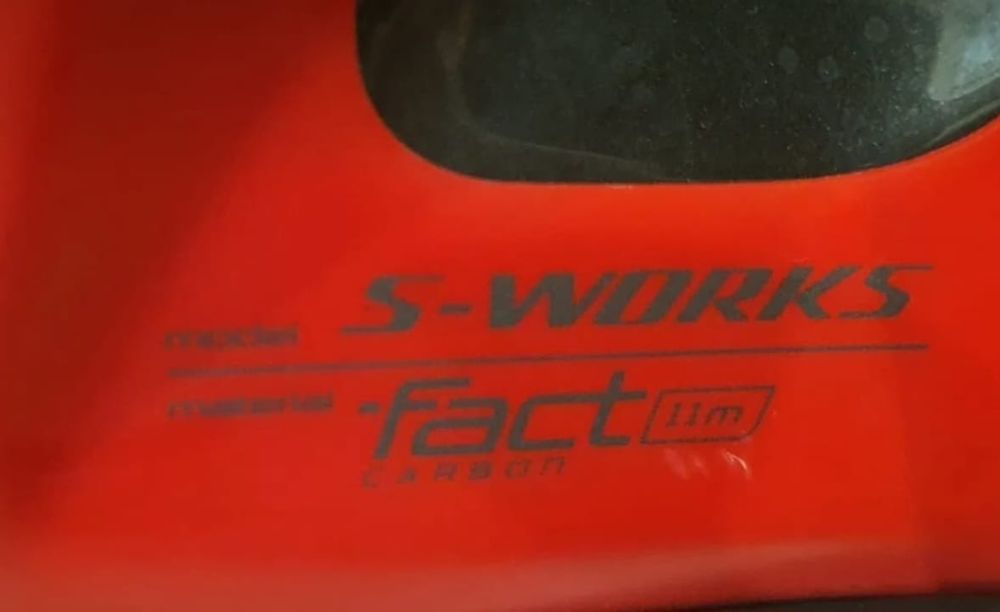 model S-WORKS
material fact 11m
CARBON